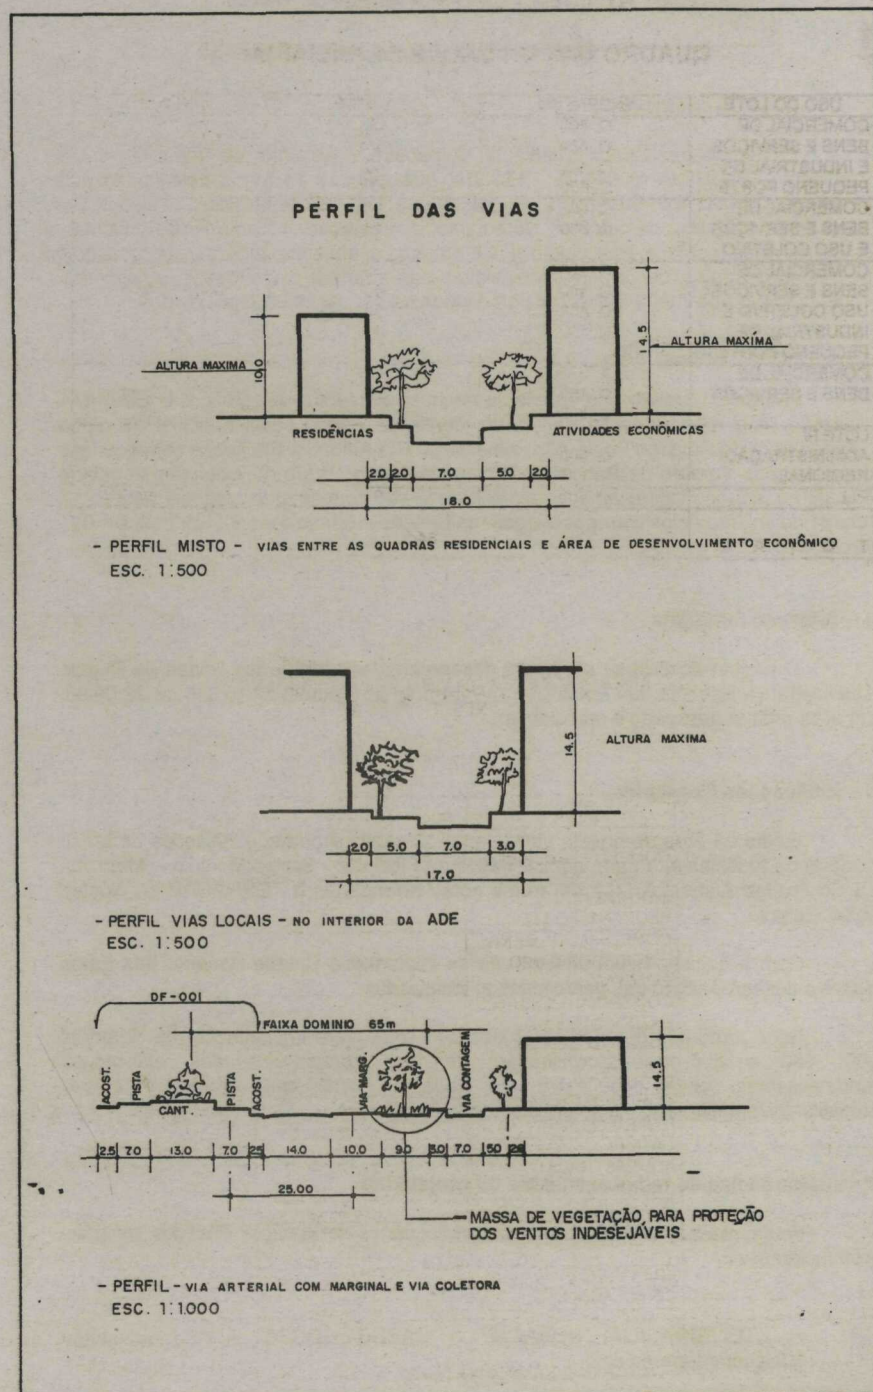 PERFIL DAS VIAS
ALTURA MAXIMA
10.0
14.5
ALTURA MAXIMA
RESIDÊNCIAS
ATIVIDADES ECONÔMICAS
2.0 2.0 7.0 5.0 2.0
18.0
- PERFIL MISTO - VIAS ENTRE AS QUADRAS RESIDENCIAIS E ÁREA DE DESENVOLVIMENTO ECONÔMICO
ESC. 1:500
14.5
ALTURA MAXIMA
2.0 5.0 7.0 3.0
17.0
- PERFIL VIAS LOCAIS - NO INTERIOR DA ADE
ESC. 1:500
DF-001
FAIXA DOMINIO 65m
ACOST.
PISTA
CANT.
PISTA
ACOST.
VIA MARG.
VIA CONTAGEM
14.5
2.5 7.0 13.0 7.0 2.5 14.0 10.0 9.0 7.0 5.0
25.00
MASSA DE VEGETAÇÃO PARA PROTEÇÃO
DOS VENTOS INDESEJÁVEIS
- PERFIL - VIA ARTERIAL COM MARGINAL E VIA COLETORA
ESC. 1:1.000